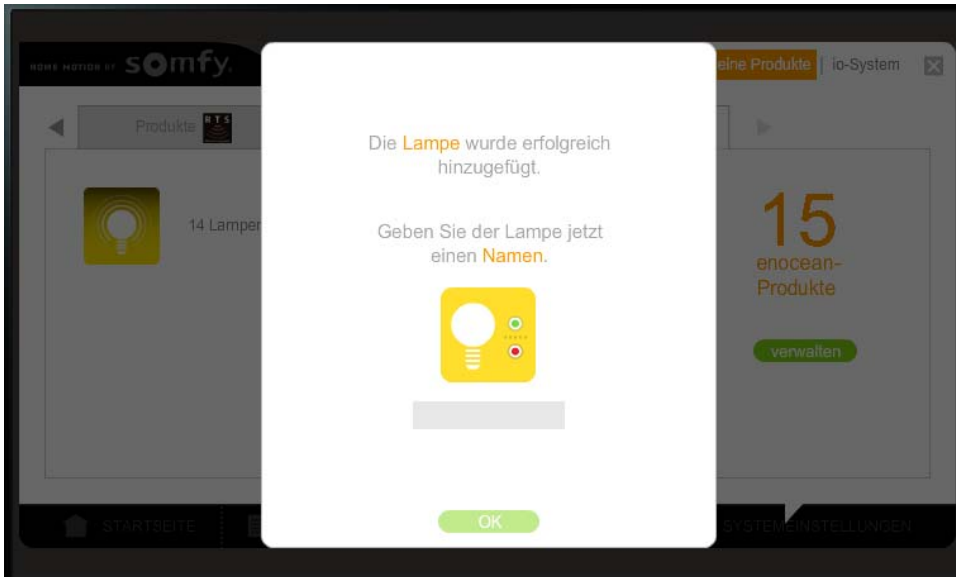 HOME MOTION BY somfy.
eine Produkte | io-System
Produkte RTS
14 Lampen
Die Lampe wurde erfolgreich
hinzugefügt.
Geben Sie der Lampe jetzt
einen Namen.
OK
15
enocean-
Produkte
verwalten
STARTSEITE
SYSTEMEINSTELLUNGEN